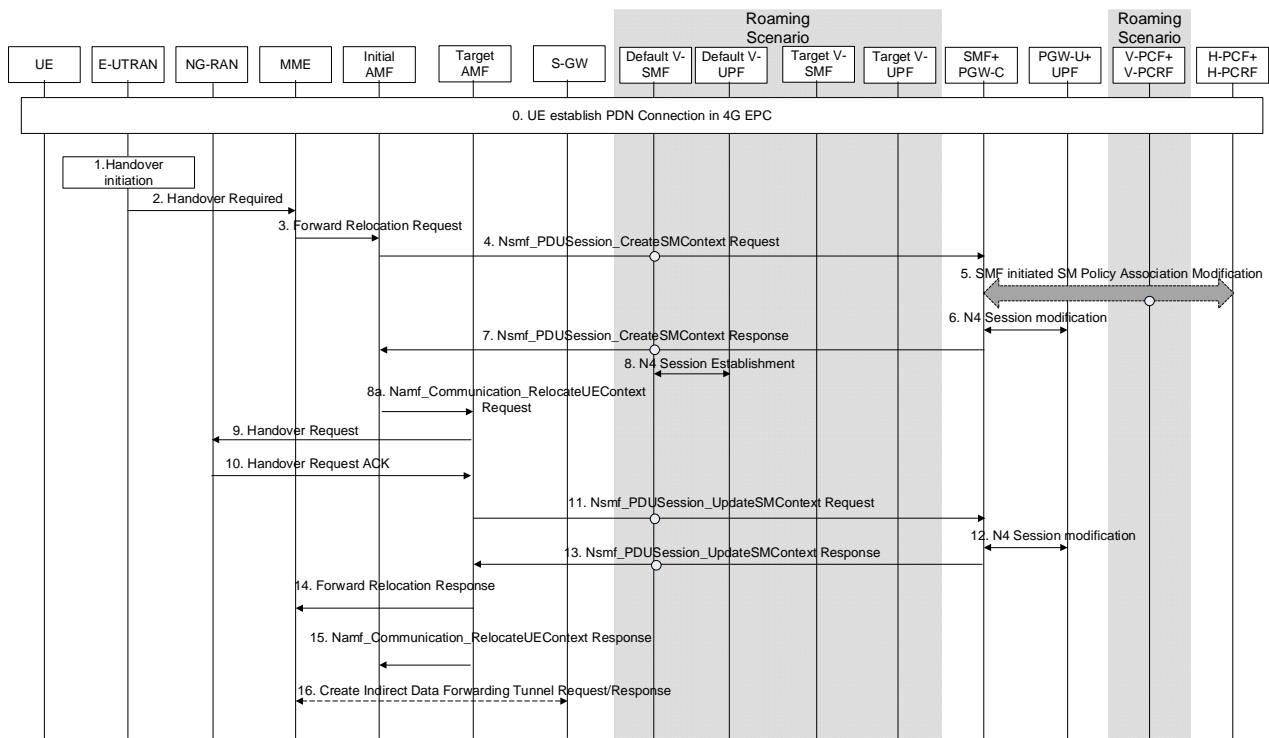 Roaming
Scenario
Roaming
Scenario
UE
E-UTRAN
NG-RAN
MME
Initial
AMF
Target
AMF
S-GW
Default V-
SMF
Default V-
UPF
Target V-
SMF
Target V-
UPF
SMF+
PGW-C
PGW-U+
UPF
V-PCF+
V-PCRF
H-PCF+
H-PCRF
0. UE establish PDN Connection in 4G EPC
1.Handover
initiation
2. Handover Required
3. Forward Relocation Request
4. Nsmf_PDUSession_CreateSMContext Request
5. SMF initiated SM Policy Association Modification
6. N4 Session modification
7. Nsmf_PDUSession_CreateSMContext Response
8. N4 Session Establishment
8a. Namf_Communication_RelocateUEContext
Request
9. Handover Request
10. Handover Request ACK
11. Nsmf_PDUSession_UpdateSMContext Request
12. N4 Session modification
13. Nsmf_PDUSession_UpdateSMContext Response
14. Forward Relocation Response
15. Namf_Communication_RelocateUEContext Response
16. Create Indirect Data Forwarding Tunnel Request/Response